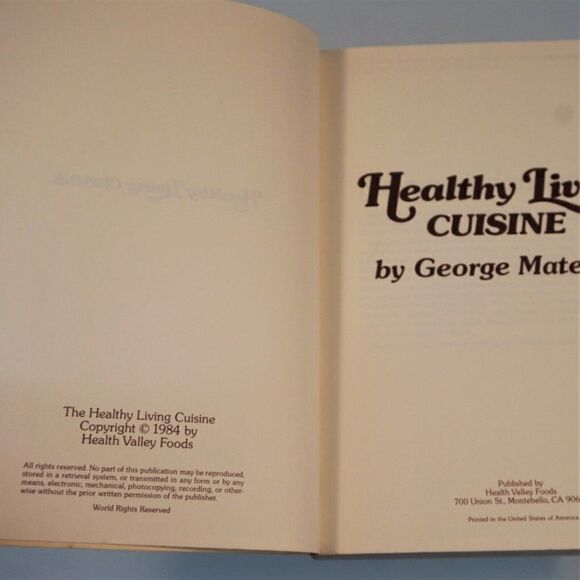 The Healthy Living Cuisine
Copyright © 1984 by
Health Valley Foods
All rights reserved. No part of this publication may be reproduced,
stored in a retrieval system, or transmitted in any form or by any
means, electronic, mechanical, photocopying, recording, or other-
wise without the prior written permission of the publisher.
World Rights Reserved
Healthy Liv
CUISINE
by George Mate
Published by
Health Valley Foods
700 Union St., Montebello, CA 906
Printed in the United States of America